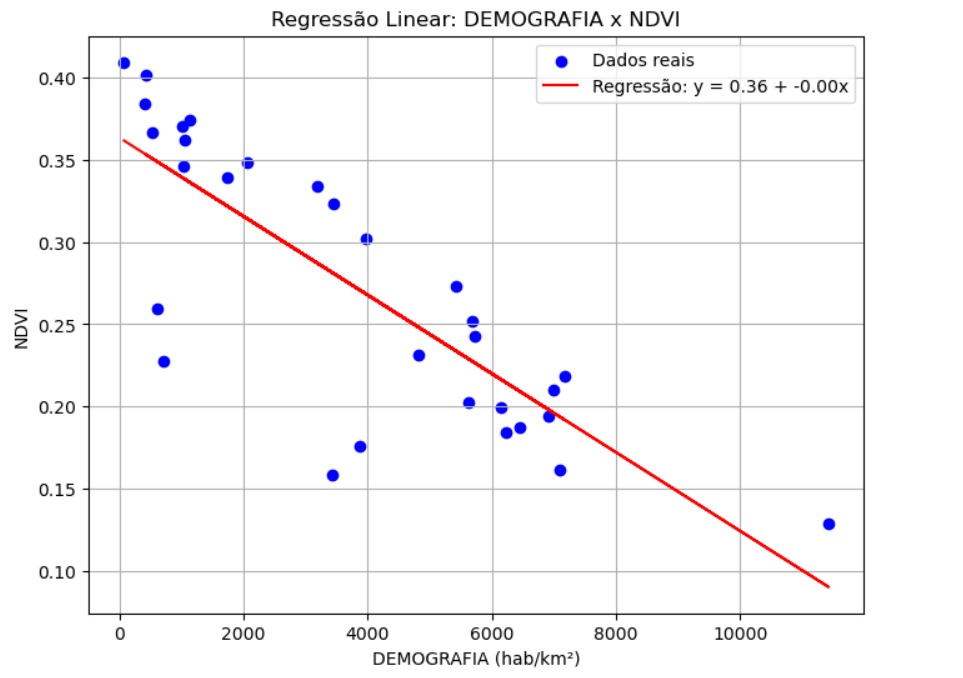 Regressão Linear: DEMOGRAFIA x NDVI
Dados reais
Regressão: y = 0.36 + -0.00x
0.40
0.35
0.30
0.25
0.20
0.15
0.10
NDVI
0 2000 4000 6000 8000 10000
DEMOGRAFIA (hab/km²)